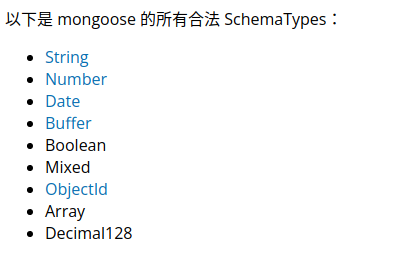 以下是 mongoose 的所有合法 SchemaTypes：
• String
• Number
• Date
• Buffer
• Boolean
• Mixed
• ObjectId
• Array
• Decimal128